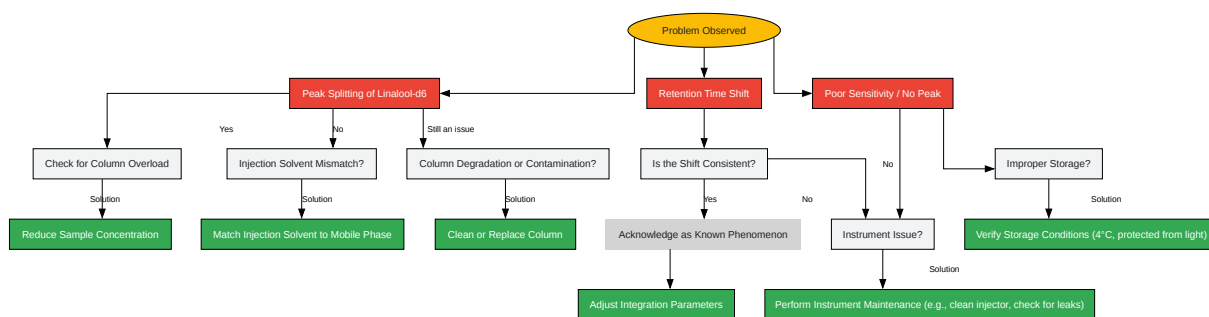 Problem Observed
Peak Splitting of Linalool-d6
Retention Time Shift
Poor Sensitivity / No Peak
Yes
No
Still an issue
Check for Column Overload
Injection Solvent Mismatch?
Column Degradation or Contamination?
Is the Shift Consistent?
No
Improper Storage?
Solution
Solution
Solution
Yes
No
Solution
Reduce Sample Concentration
Match Injection Solvent to Mobile Phase
Clean or Replace Column
Acknowledge as Known Phenomenon
Instrument Issue?
Verify Storage Conditions (4°C, protected from light)
Solution
Adjust Integration Parameters
Perform Instrument Maintenance (e.g., clean injector, check for leaks)